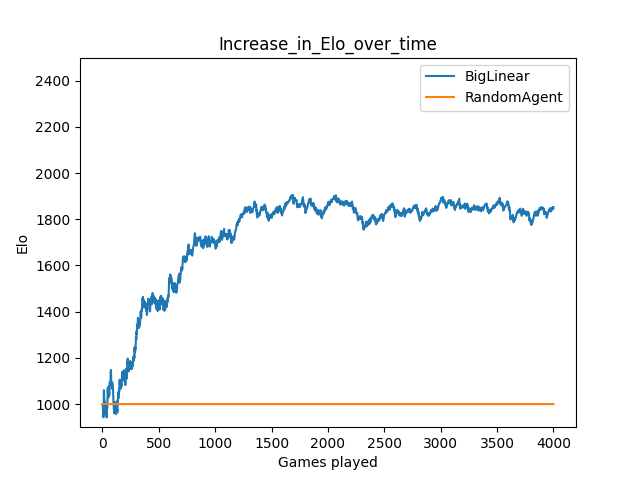 Increase_in_Elo_over_time
BigLinear
RandomAgent
2400
2200
2000
1800
1600
1400
1200
1000
Elo
0 500 1000 1500 2000 2500 3000 3500 4000
Games played